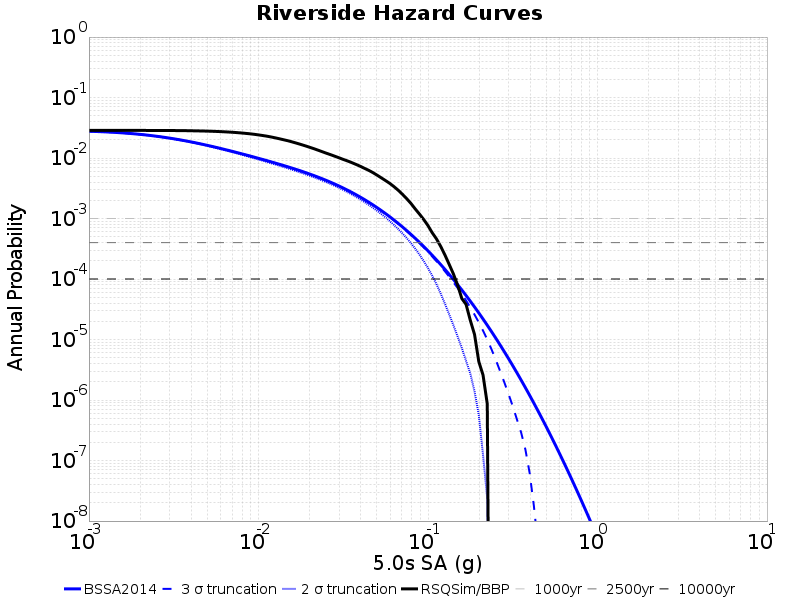 Riverside Hazard Curves
Annual Probability
10^0
10^-1
10^-2
10^-3
10^-4
10^-5
10^-6
10^-7
10^-8
10^-3 10^-2 10^-1 10^0 10^1
5.0s SA (g)
BSSA2014 3 σ truncation 2 σ truncation RSQSim/BBP 1000yr 2500yr 10000yr